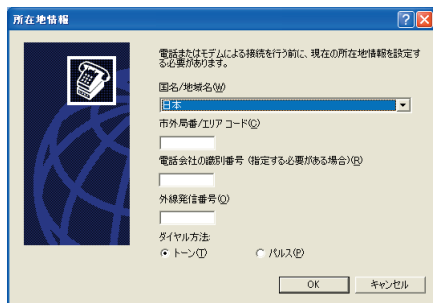 所在地情報
電話またはモデムによる接続を行う前に、現在の所在地情報を設定す
る必要があります。
国名/地域名(W)
日本
市外局番/エリア コード(C)
電話会社の識別番号 (指定する必要がある場合)(R)
外線発信番号(O)
ダイヤル方法:
トーン(T)
パルス(P)
OK
キャンセル